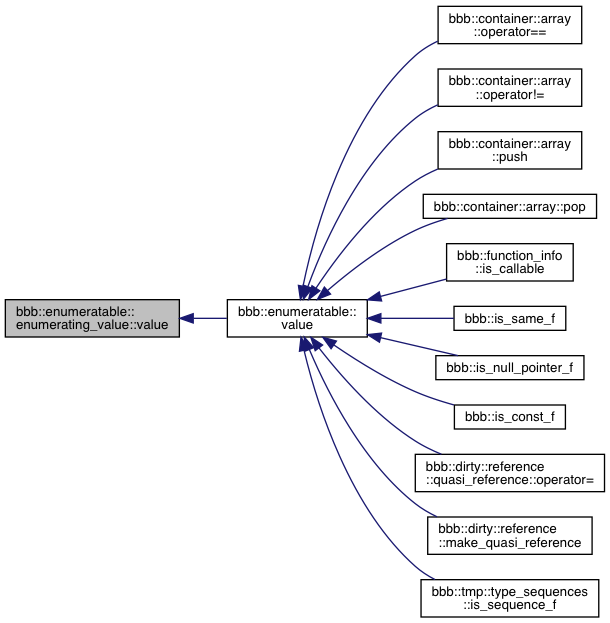 bbb::container::array
::operator==
bbb::container::array
::operator!=
bbb::container::array
::push
bbb::container::array::pop
bbb::function_info
::is_callable
bbb::enumeratable::
enumerating_value::value
bbb::enumeratable::
value
bbb::is_same_f
bbb::is_null_pointer_f
bbb::is_const_f
bbb::dirty::reference
::quasi_reference::operator=
bbb::dirty::reference
::make_quasi_reference
bbb::tmp::type_sequences
::is_sequence_f